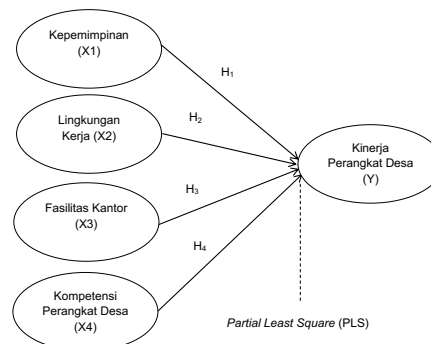 Kepemimpinan
(X1)
H1
Lingkungan
Kerja (X2)
H2
Kinerja
Perangkat Desa
(Y)
Fasilitas Kantor
(X3)
H3
H4
Kompetensi
Perangkat Desa
(X4)
Partial Least Square (PLS)